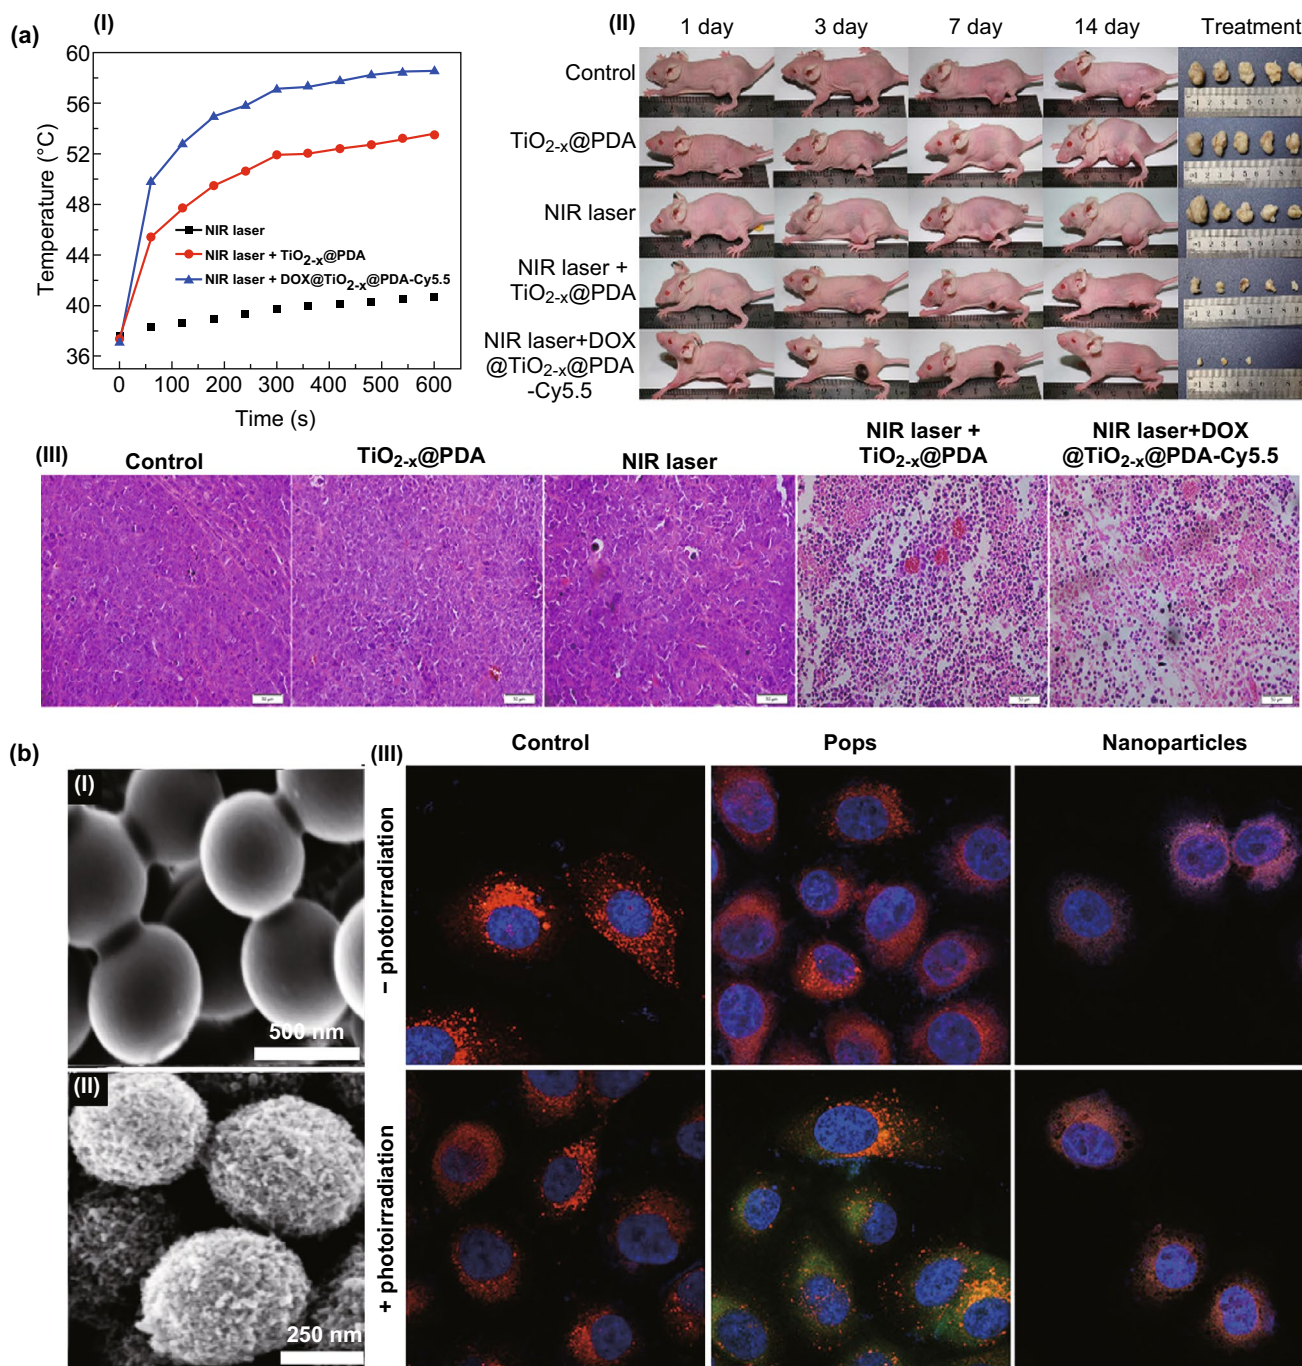 (a)
(I)
60
56
52
48
44
40
36
Temperature (°C)
NIR laser
NIR laser + TiO2-x@PDA
NIR laser + DOX@TiO2-x@PDA-Cy5.5
0 100 200 300 400 500 600
Time (s)
(II)
1 day 3 day 7 day 14 day Treatment
Control
TiO2-x@PDA
NIR laser
NIR laser +
TiO2-x@PDA
NIR laser+DOX
@TiO2-x@PDA
-Cy5.5
(III)
Control
TiO2-x@PDA
NIR laser
NIR laser +
TiO2-x@PDA
NIR laser+DOX
@TiO2-x@PDA-Cy5.5
(b)
(I)
500 nm
(II)
250 nm
(III)
Control Pops Nanoparticles
− photoirradiation
+ photoirradiation